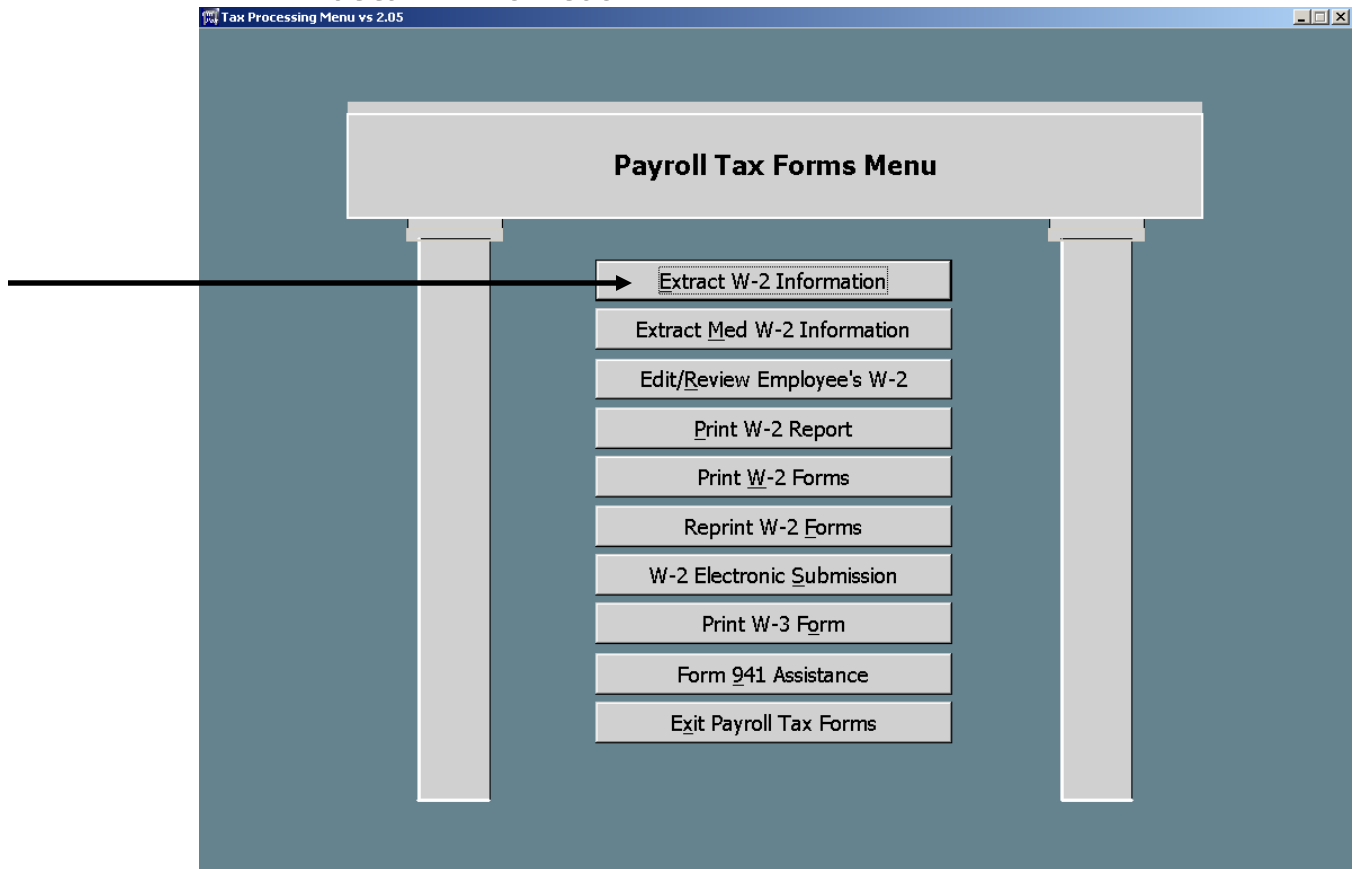 Tax Processing Menu vs 2.05
Payroll Tax Forms Menu
Extract W-2 Information
Extract Med W-2 Information
Edit/Review Employee's W-2
Print W-2 Report
Print W-2 Forms
Reprint W-2 Forms
W-2 Electronic Submission
Print W-3 Form
Form 941 Assistance
Exit Payroll Tax Forms